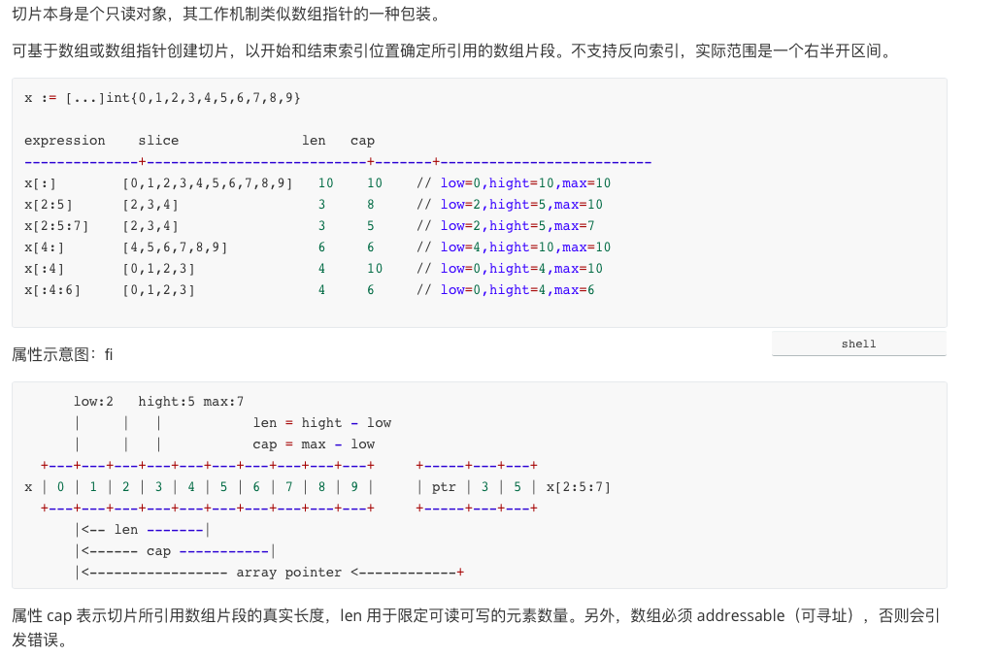 切片本身是个只读对象，其工作机制类似数组指针的一种包装。
可基于数组或数组指针创建切片，以开始和结束索引位置确定所引用的数组片段。不支持反向索引，实际范围是一个右半开区间。
x := [...]int{0,1,2,3,4,5,6,7,8,9}
expression    slice               len   cap
--------------+---------------------------+-------+--------------------------
x[:]        [0,1,2,3,4,5,6,7,8,9]   10    10    // low=0,hight=10,max=10
x[2:5]      [2,3,4]                 3     8     // low=2,hight=5,max=10
x[2:5:7]    [2,3,4]                 3     5     // low=2,hight=5,max=7
x[4:]       [4,5,6,7,8,9]           6     6     // low=4,hight=10,max=10
x[:4]       [0,1,2,3]               4     10    // low=0,hight=4,max=10
x[:4:6]     [0,1,2,3]               4     6     // low=0,hight=4,max=6
属性示意图：fi
shell
      low:2   hight:5 max:7
      |     |   |           len = hight - low
      |     |   |           cap = max - low
  +---+---+---+---+---+---+---+---+---+---+     +-----+---+---+
x | 0 | 1 | 2 | 3 | 4 | 5 | 6 | 7 | 8 | 9 |     | ptr | 3 | 5 | x[2:5:7]
  +---+---+---+---+---+---+---+---+---+---+     +-----+---+---+
      |<-- len -------|
      |<------ cap -----------|
      |<----------------- array pointer <------------+
属性 cap 表示切片所引用数组片段的真实长度，len 用于限定可读可写的元素数量。另外，数组必须 addressable（可寻址），否则会引
发错误。